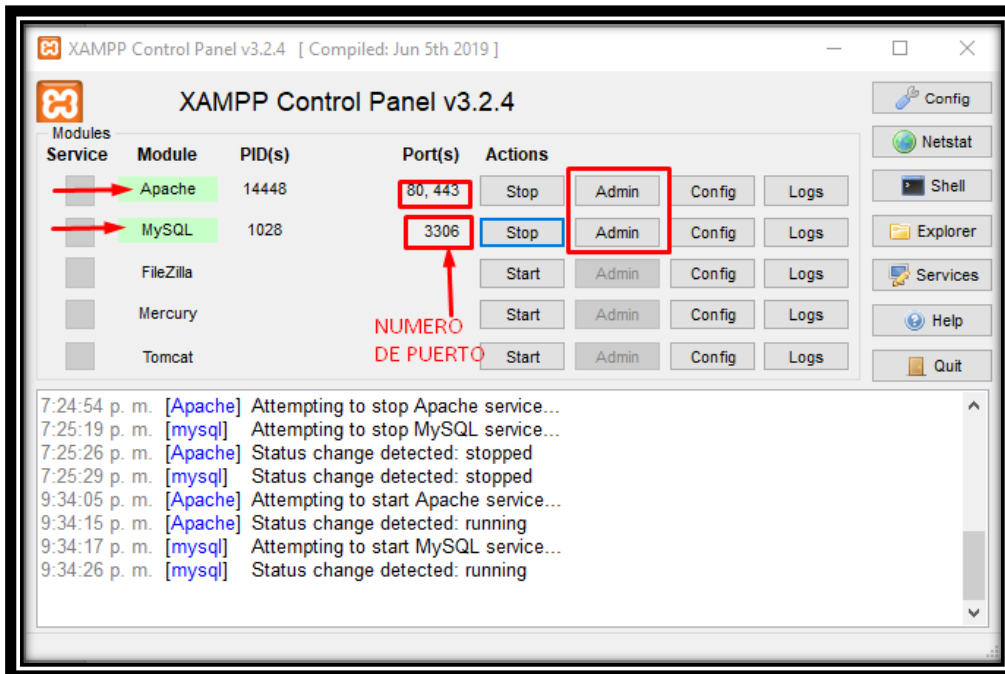 XAMPP Control Panel v3.2.4 [ Compiled: Jun 5th 2019 ]
XAMPP Control Panel v3.2.4
Config
Modules
Service Module PID(s) Port(s) Actions
Netstat
Apache 14448 80, 443 Stop Admin Config Logs
Shell
MySQL 1028 3306 Stop Admin Config Logs
Explorer
FileZilla Start Admin Config Logs
Services
Mercury Start Admin Config Logs
Help
NUMERO
DE PUERTO
Tomcat Start Admin Config Logs
Quit
7:24:54 p. m. [Apache] Attempting to stop Apache service...
7:25:19 p. m. [mysql] Attempting to stop MySQL service...
7:25:26 p. m. [Apache] Status change detected: stopped
7:25:29 p. m. [mysql] Status change detected: stopped
9:34:05 p. m. [Apache] Attempting to start Apache service...
9:34:15 p. m. [Apache] Status change detected: running
9:34:17 p. m. [mysql] Attempting to start MySQL service...
9:34:26 p. m. [mysql] Status change detected: running